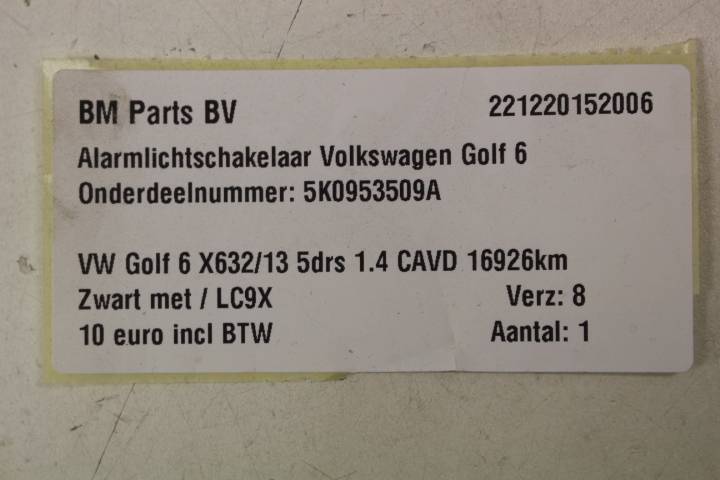 BM Parts BV 221220152006
Alarmlichtschakelaar Volkswagen Golf 6
Onderdeelnummer: 5K0953509A
VW Golf 6 X632/13 5drs 1.4 CAVD 16926km
Zwart met / LC9X Verz: 8
10 euro incl BTW Aantal: 1